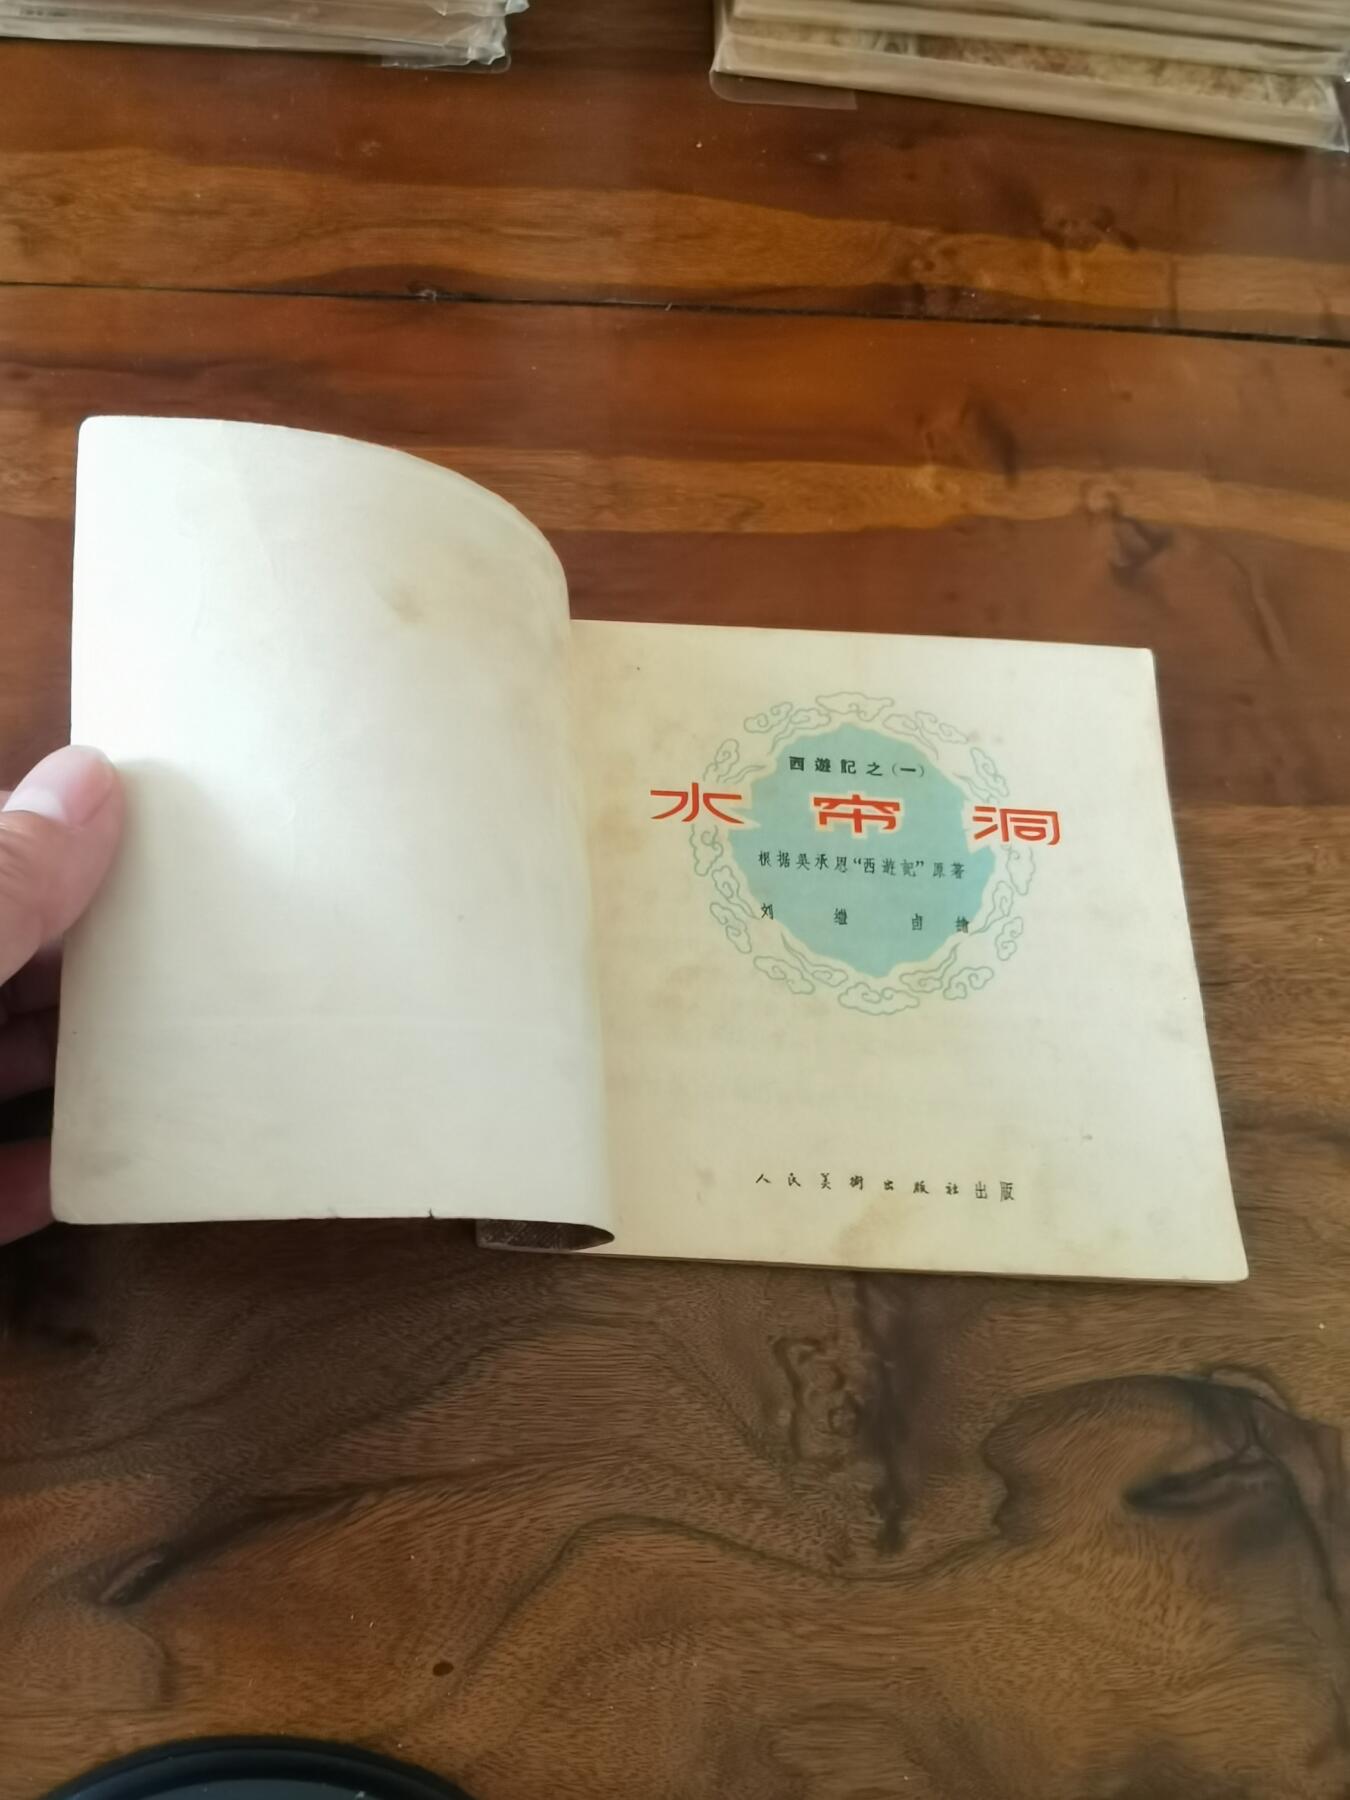 西遊記之(一)
水帘洞
根据吳承恩“西遊記”原著
刘继卣繪
人民美術出版社出版